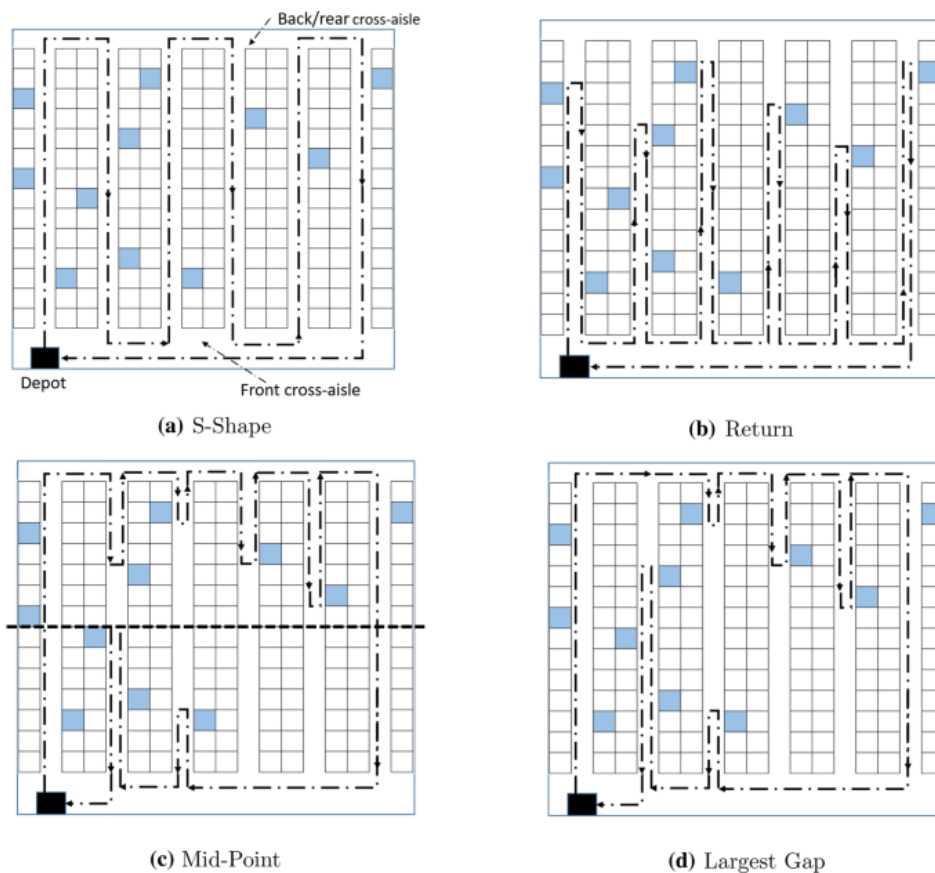 Back/rear cross-aisle
Depot
Front cross-aisle
(a) S-Shape
(b) Return
(c) Mid-Point
(d) Largest Gap